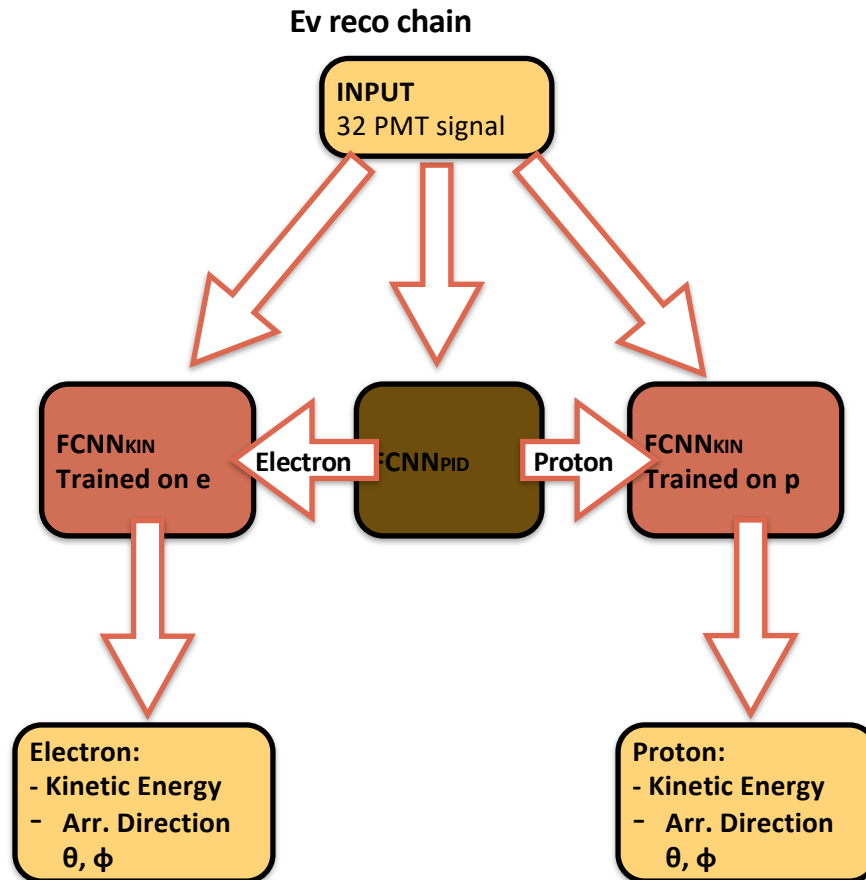 Ev reco chain
INPUT
32 PMT signal
FCNNKIN
Trained on e
Electron
FCNNPID
Proton
FCNNKIN
Trained on p
Electron:
- Kinetic Energy
- Arr. Direction
θ, ϕ
Proton:
- Kinetic Energy
- Arr. Direction
θ, ϕ